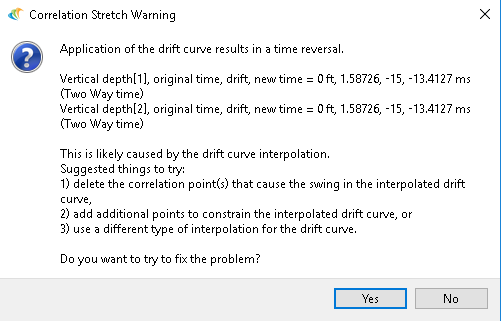 Correlation Stretch Warning
Application of the drift curve results in a time reversal.
Vertical depth[1], original time, drift, new time = 0 ft, 1.58726, -15, -13.4127 ms
(Two Way time)
Vertical depth[2], original time, drift, new time = 0 ft, 1.58726, -15, -13.4127 ms
(Two Way time)
This is likely caused by the drift curve interpolation.
Suggested things to try:
1) delete the correlation point(s) that cause the swing in the interpolated drift
curve,
2) add additional points to constrain the interpolated drift curve, or
3) use a different type of interpolation for the drift curve.
Do you want to try to fix the problem?
Yes
No